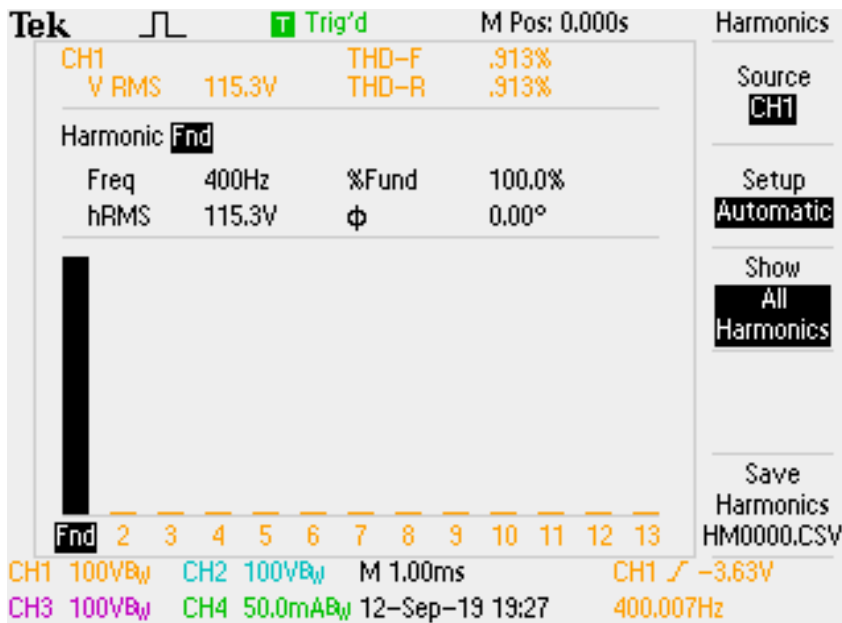 Tek T Trig'd M Pos: 0.000s Harmonics
CH1 THD-F .913%
V RMS 115.3V THD-R .913%
Source
CH1
Harmonic Fnd
Freq 400Hz %Fund 100.0%
hRMS 115.3V ϕ 0.00°
Setup
Automatic
Show
All
Harmonics
Save
Harmonics
HM0000.CSV
Fnd 2 3 4 5 6 7 8 9 10 11 12 13
CH1 100VBW CH2 100VBW M 1.00ms CH1 -3.63V
CH3 100VBW CH4 50.0mABW 12-Sep-19 19:27 400.007Hz